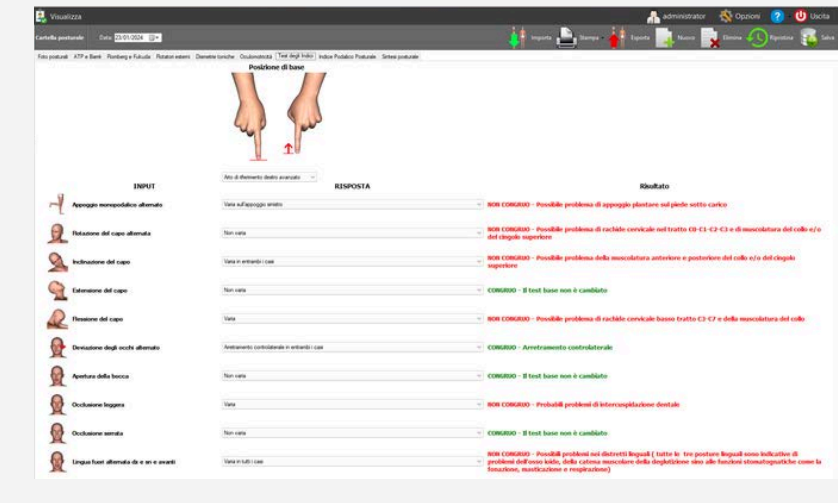 Visualizza
administrator Opzioni ? Uscita
Cartella posturale Data 23/01/2024 Importa Stampa Esporta Nuovo Elimina Ripristina Salva
Foto posturali ATP e Barrè Romberg e Fukuda Rotatori esterni Dismetrie toniche Oculomotricità Test degli Indici Indice Podalico Posturale Sintesi posturale
Posizione di base
Arto di riferimento destro avanzato
INPUT RISPOSTA Risultato
Appoggio monopodalico alternato Varia sull'appoggio sinistro NON CONGRUO - Possibile problema di appoggio plantare sul piede sotto carico
Rotazione del capo alternata Non varia NON CONGRUO - Possibile problema di rachide cervicale nel tratto C0-C1-C2-C3 e di muscolatura del collo e/o
del cingolo superiore
Inclinazione del capo Varia in entrambi i casi NON CONGRUO - Possibile problema della muscolatura anteriore e posteriore del collo e/o del cingolo
superiore
Estensione del capo Non varia CONGRUO - Il test base non è cambiato
Flessione del capo Varia NON CONGRUO - Possibile problema di rachide cervicale basso tratto C3-C7 e della muscolatura del collo
Deviazione degli occhi alternato Arretramento controlaterale in entrambi i casi CONGRUO - Arretramento controlaterale
Apertura della bocca Non varia CONGRUO - Il test base non è cambiato
Occlusione leggera Varia NON CONGRUO - Probabili problemi di intercuspidazione dentale
Occlusione serrata Non varia CONGRUO - Il test base non è cambiato
Lingua fuori alternata dx e sn e avanti Varia in tutti i casi NON CONGRUO - Possibili problemi nei distretti linguali ( tutte le tre posture linguali sono indicative di
problemi dell'osso ioide, della catena muscolare della deglutizione sino alle funzioni stomatognatiche come la
fonazione, masticazione e respirazione)